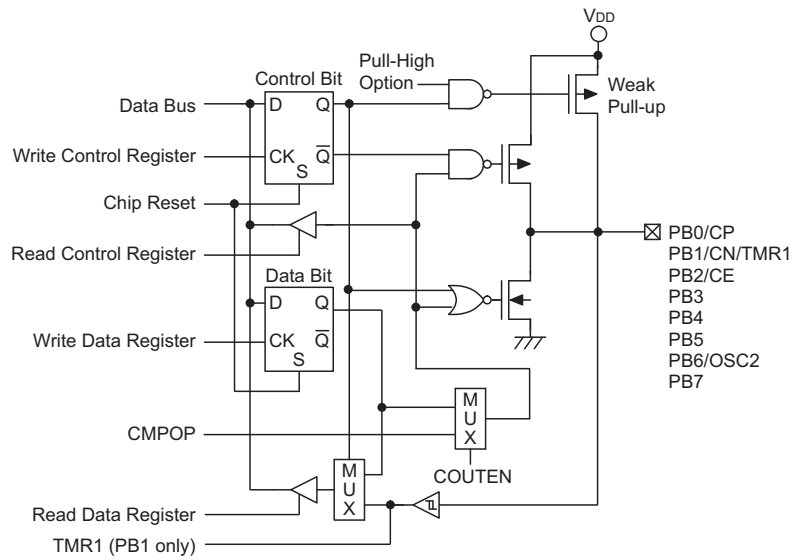 VDD
Pull-High
Option
Weak
Pull-up
Control Bit
Data Bus
D
Q
Write Control Register
CK
Q
S
Chip Reset
Read Control Register
PB0/CP
PB1/CN/TMR1
PB2/CE
PB3
PB4
PB5
PB6/OSC2
PB7
Data Bit
D
Q
Write Data Register
CK
Q
S
CMPOP
M
U
X
COUTEN
M
U
X
Read Data Register
TMR1 (PB1 only)